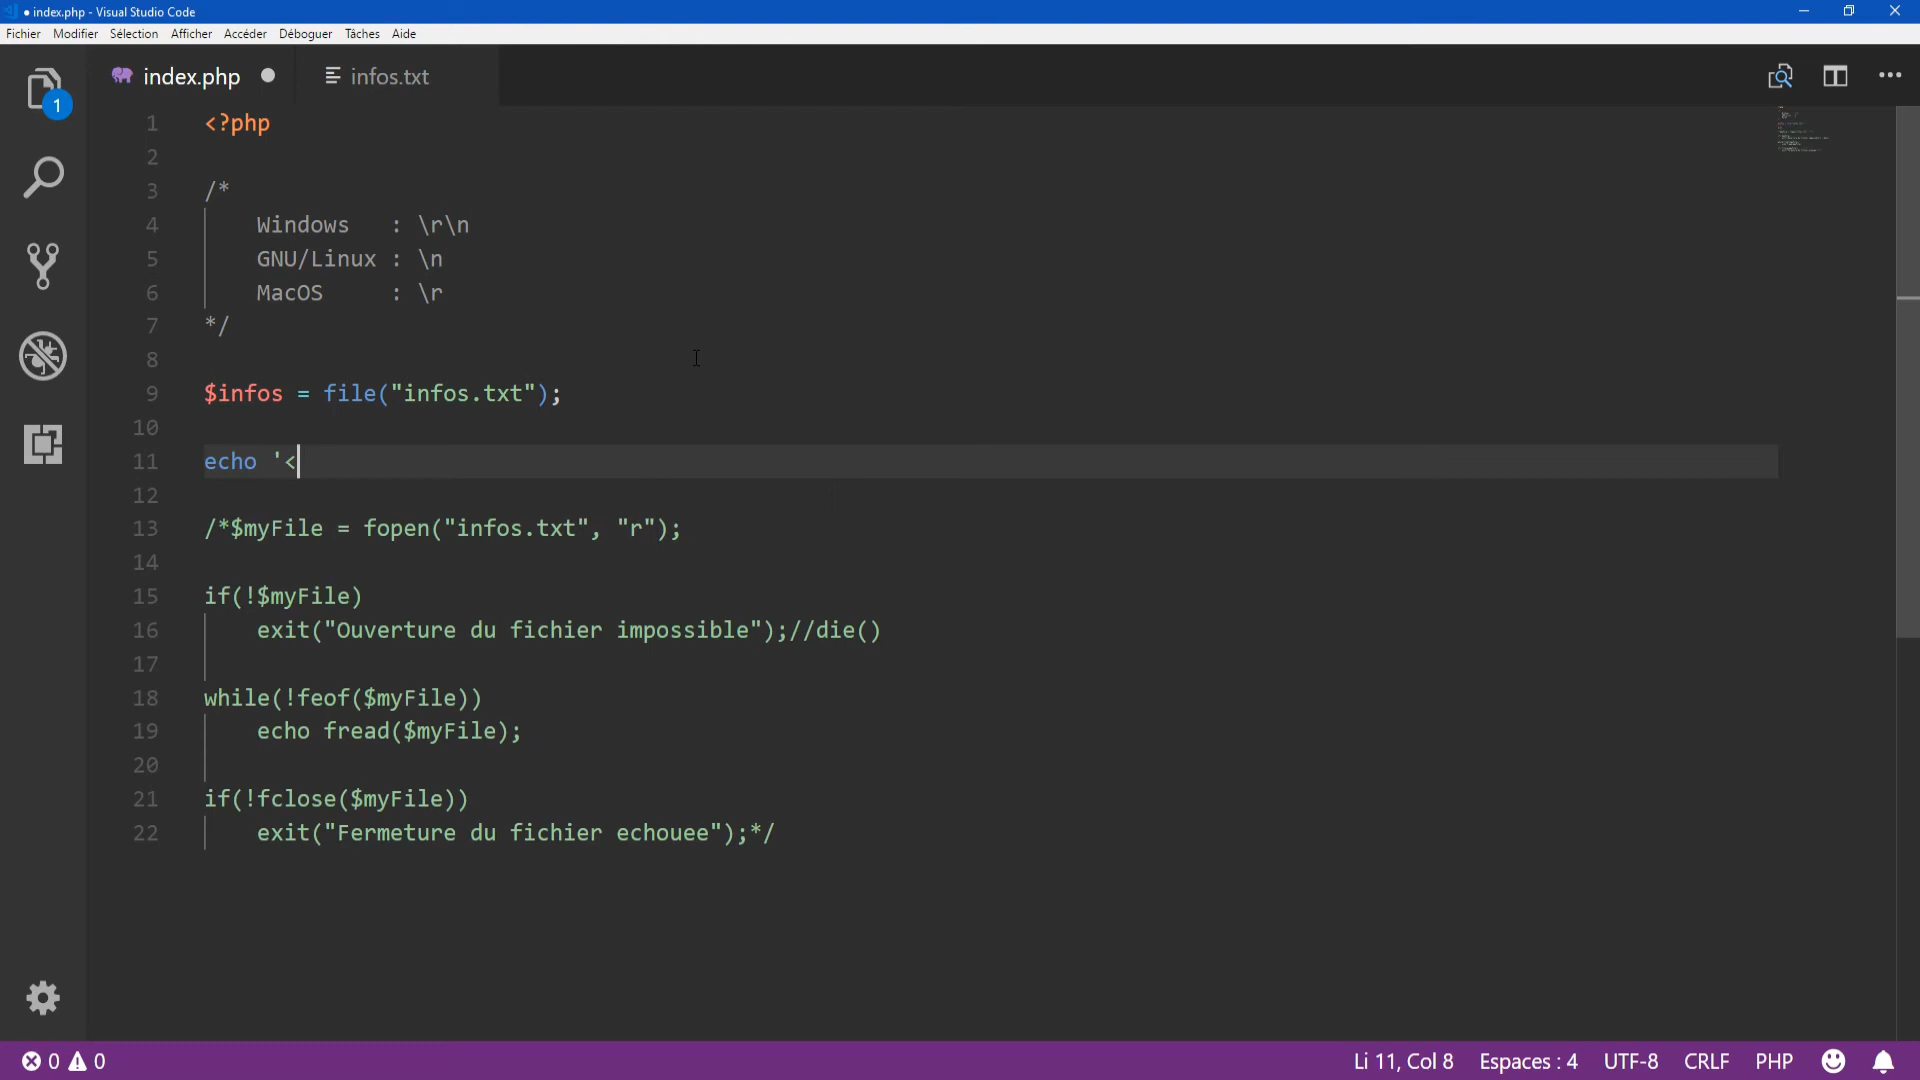 ● index.php - Visual Studio Code
Fichier Modifier Sélection Afficher Accéder Déboguer Tâches Aide
index.php ● infos.txt
1
1 <?php
2
3 /*
4 Windows : \r\n
5 GNU/Linux : \n
6 MacOS : \r
7 */
8
9 $infos = file("infos.txt");
10
11 echo '<
12
13 /*$myFile = fopen("infos.txt", "r");
14
15 if(!$myFile)
16 exit("Ouverture du fichier impossible");//die()
17
18 while(!feof($myFile))
19 echo fread($myFile);
20
21 if(!fclose($myFile))
22 exit("Fermeture du fichier echouee");*/
0 0 Li 11, Col 8 Espaces : 4 UTF-8 CRLF PHP